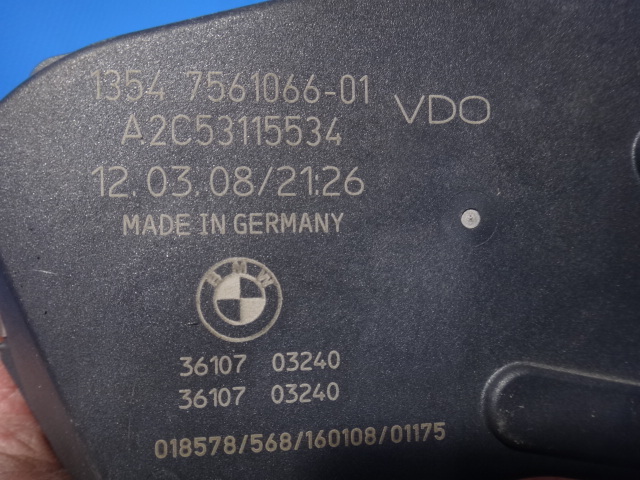 1354 7561066-01
VDO
A2C53115534
12.03.08/21:26
MADE IN GERMANY
BMW
36107 03240
36107 03240
018578/568/160108/01175